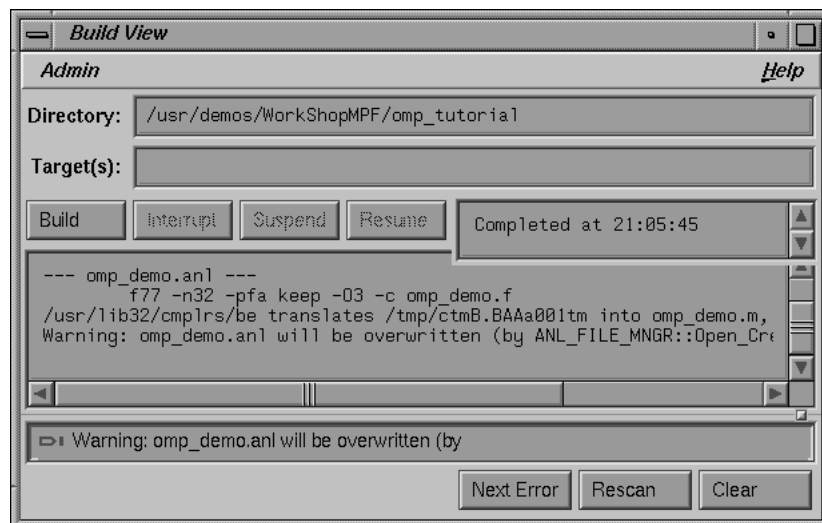 Build View
Admin Help
Directory: /usr/demos/WorkShopMPF/omp_tutorial
Target(s):
Build Interrupt Suspend Resume Completed at 21:05:45
--- omp_demo.anl ---
f77 -n32 -pfa keep -O3 -c omp_demo.f
/usr/lib32/cmplrs/be translates /tmp/ctmB.BAAa001tm into omp_demo.m,
Warning: omp_demo.anl will be overwritten (by ANL_FILE_MNGR::Open_Cre
Warning: omp_demo.anl will be overwritten (by
Next Error Rescan Clear